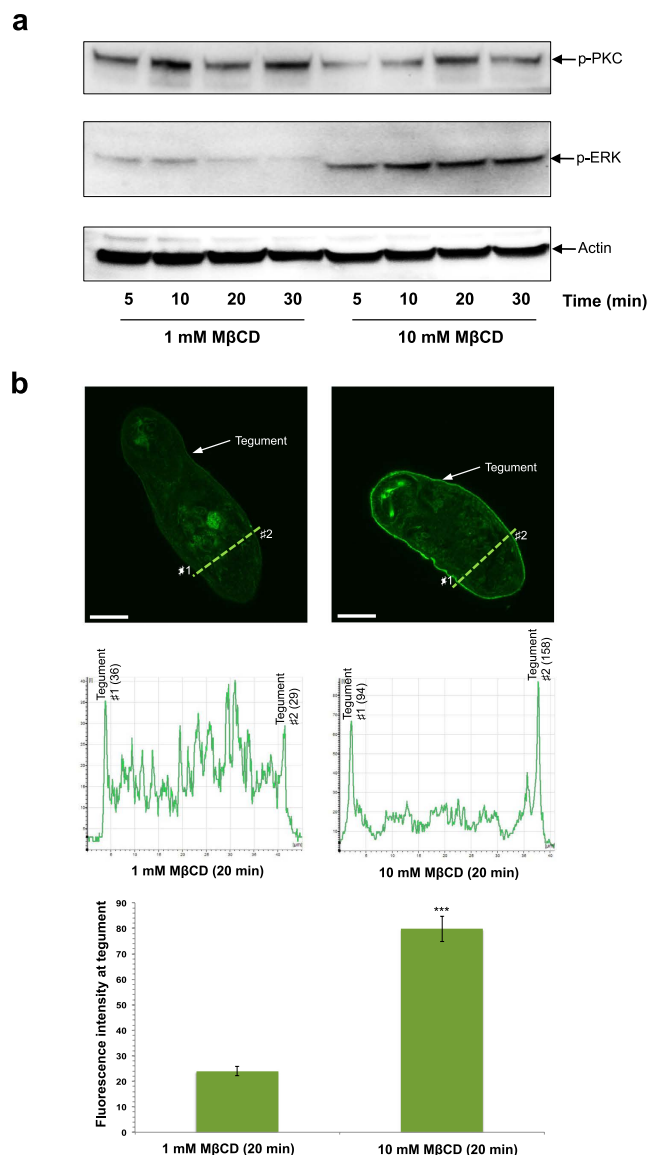 a
p-PKC
p-ERK
Actin
5 10 20 30 5 10 20 30 Time (min)
1 mM MβCD 10 mM MβCD
b
Tegument
♯2
♯1
Tegument
♯2
♯1
Tegument
♯1 (36)
Tegument
♯2 (29)
1 mM MβCD (20 min)
Tegument
♯1 (94)
Tegument
♯2 (158)
10 mM MβCD (20 min)
Fluorescence intensity at tegument
90
80
70
60
50
40
30
20
10
0
***
1 mM MβCD (20 min) 10 mM MβCD (20 min)